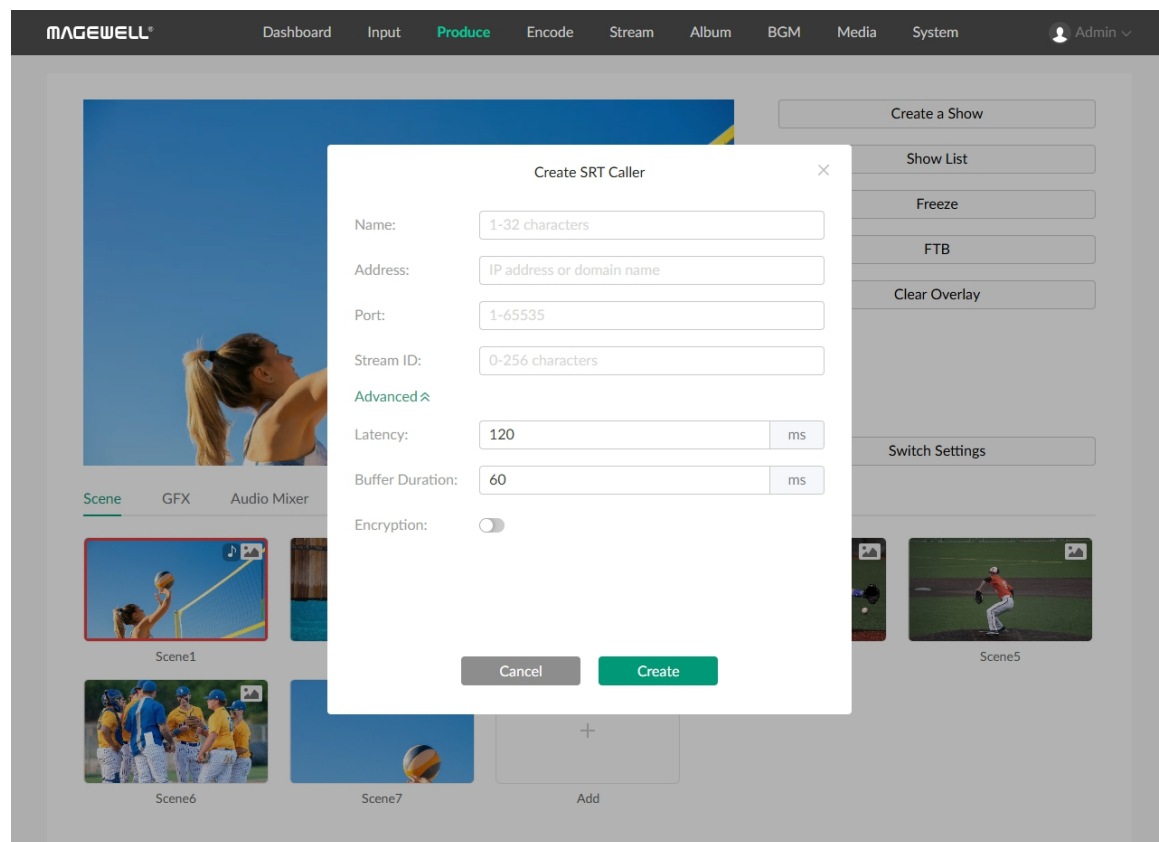 MAGEWELL®
Dashboard Input Produce Encode Stream Album BGM Media System Admin
Create a Show
Show List
Freeze
FTB
Clear Overlay
Switch Settings
Create SRT Caller
Name: 1-32 characters
Address: IP address or domain name
Port: 1-65535
Stream ID: 0-256 characters
Advanced
Latency: 120 ms
Buffer Duration: 60 ms
Encryption:
Cancel Create
Scene GFX Audio Mixer
Scene1 Scene5
Scene6 Scene7 Add